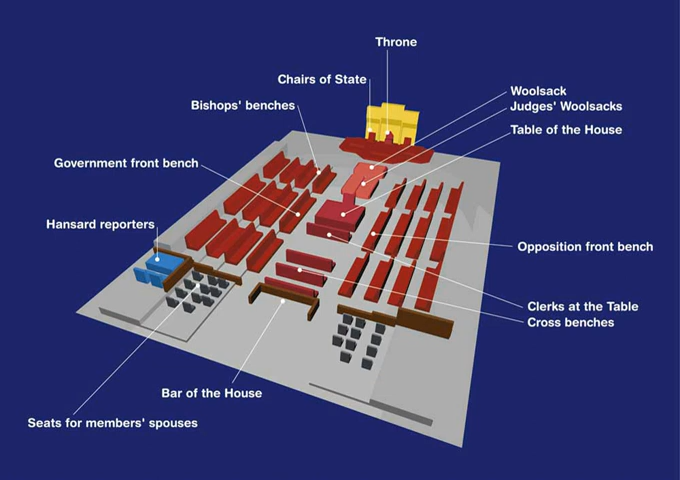 Throne
Chairs of State
Woolsack
Bishops' benches
Judges' Woolsacks
Table of the House
Government front bench
Hansard reporters
Opposition front bench
Clerks at the Table
Cross benches
Bar of the House
Seats for members' spouses